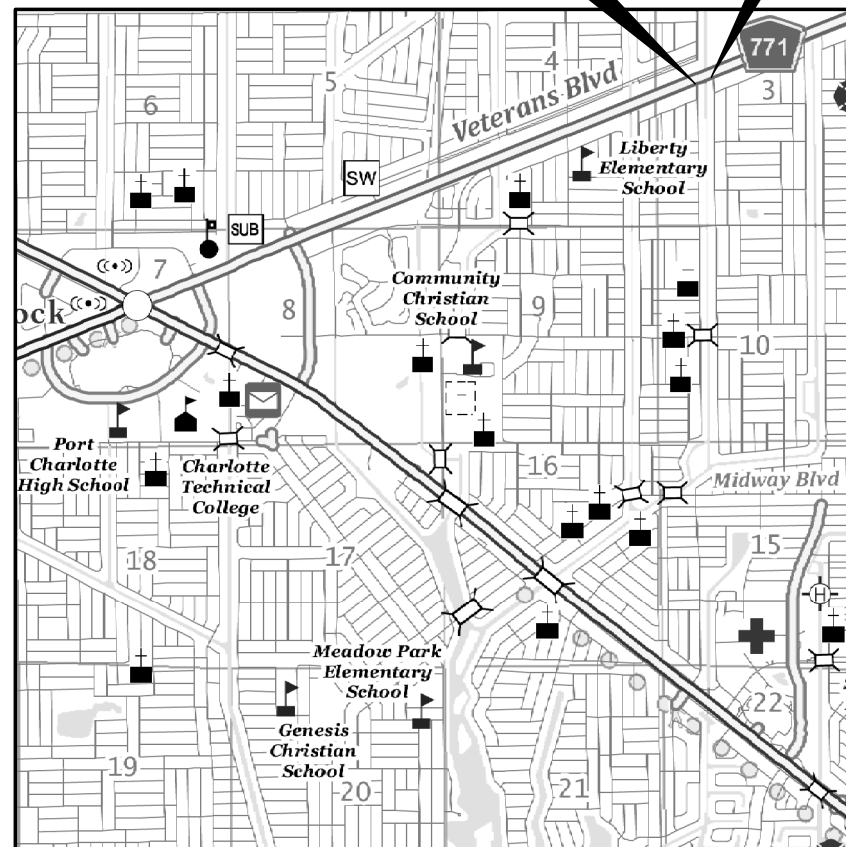 771
3
4
5
6
Veterans Blvd
Liberty
Elementary
School
SW
SUB
7
8
Community
Christian
School
9
10
ock
Port
Charlotte
High School
Charlotte
Technical
College
16
Midway Blvd
15
18
17
H
Meadow Park
Elementary
School
22
Genesis
Christian
School
19
20
21